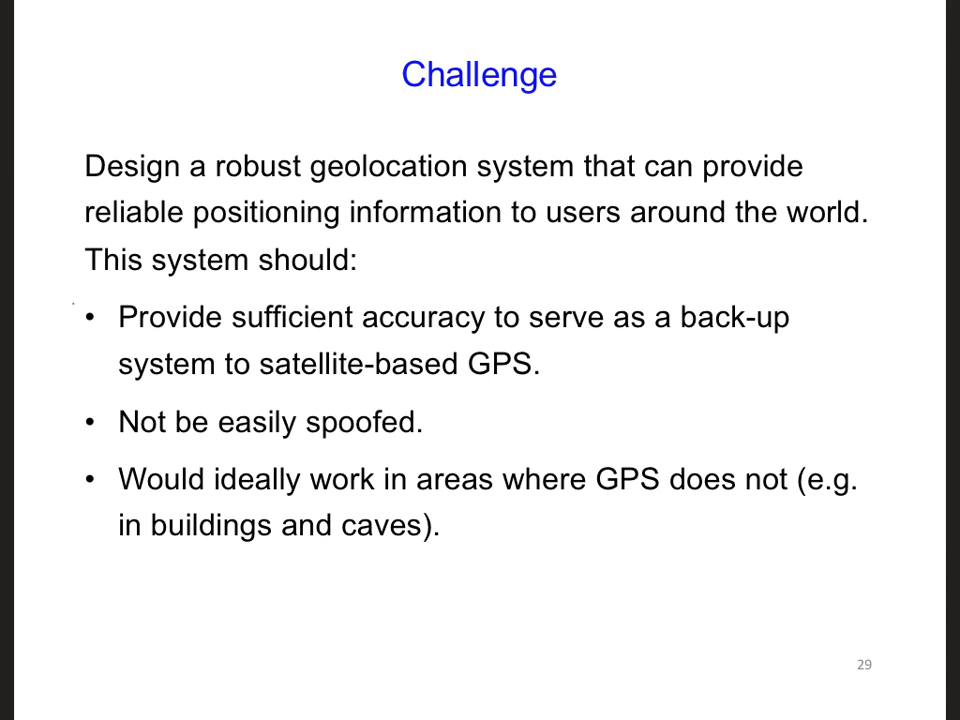 Challenge
Design a robust geolocation system that can provide
reliable positioning information to users around the world.
This system should:
• Provide sufficient accuracy to serve as a back-up
system to satellite-based GPS.
• Not be easily spoofed.
• Would ideally work in areas where GPS does not (e.g.
in buildings and caves).
29